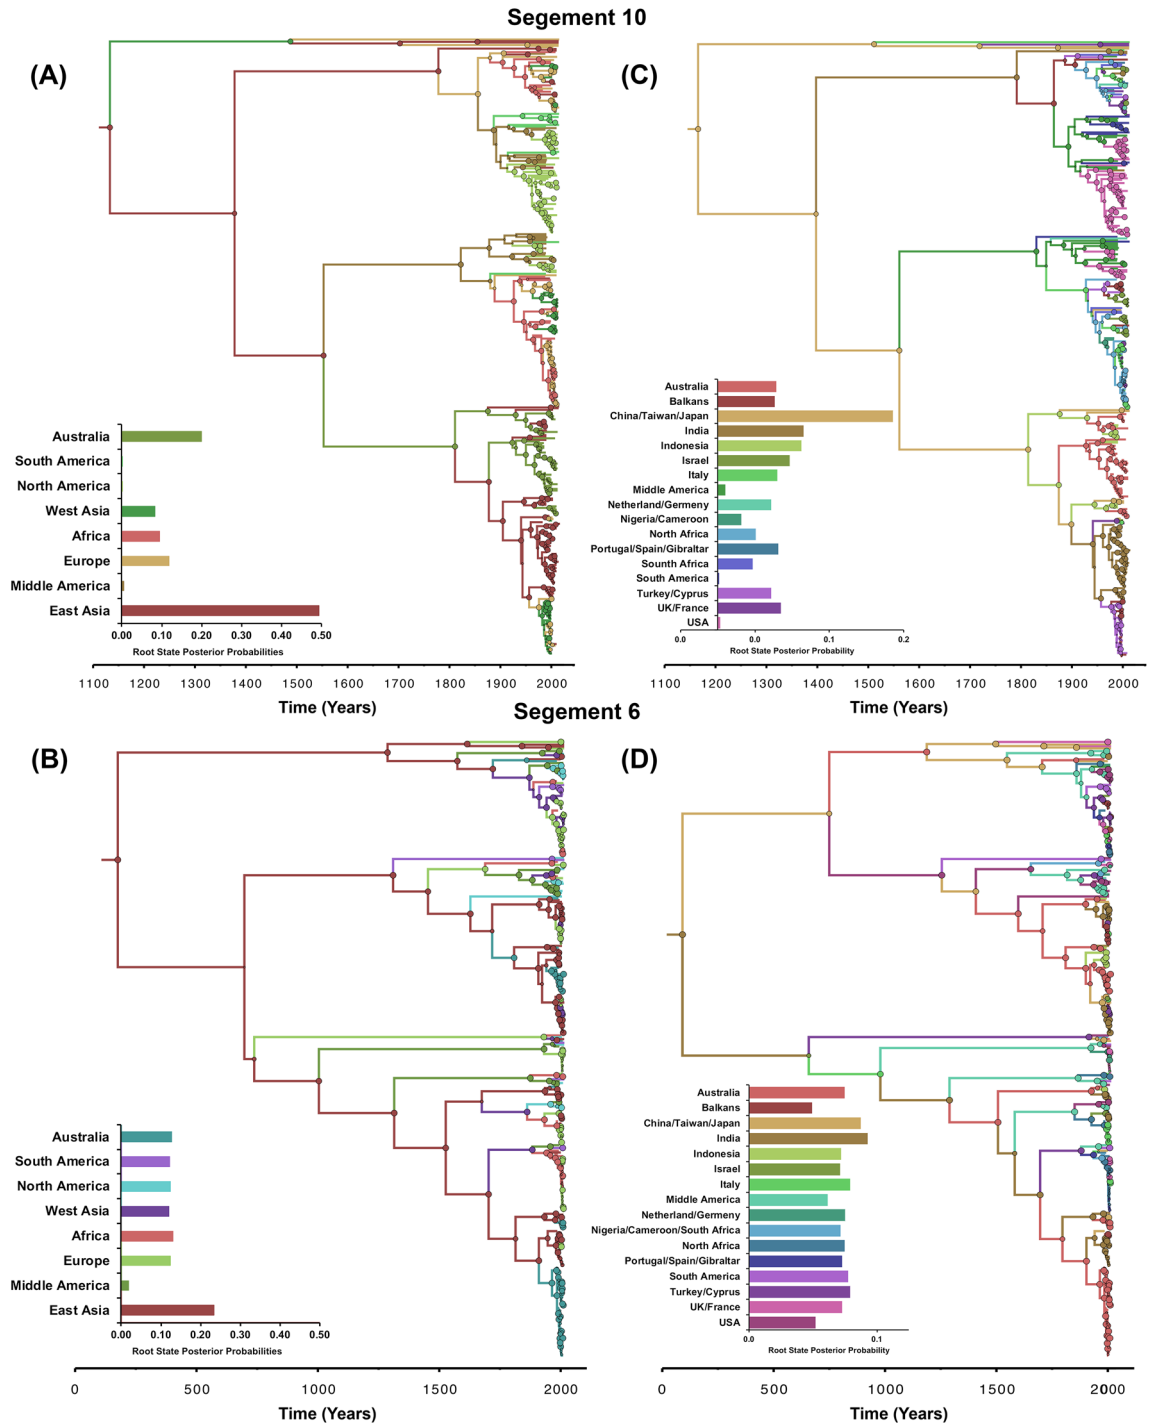 Segement 10
(A)
Australia
South America
North America
West Asia
Africa
Europe
Middle America
East Asia
0.00 0.10 0.20 0.30 0.40 0.50
Root State Posterior Probabilities
1100 1200 1300 1400 1500 1600 1700 1800 1900 2000
Time (Years)
(C)
Australia
Balkans
China/Taiwan/Japan
India
Indonesia
Israel
Italy
Middle America
Netherland/Germeny
Nigeria/Cameroon
North Africa
Portugal/Spain/Gibraltar
Sounth Africa
South America
Turkey/Cyprus
UK/France
USA
0.0 0.0 0.1 0.2
Root State Posterior Probability
1100 1200 1300 1400 1500 1600 1700 1800 1900 2000
Time (Years)
Segement 6
(B)
Australia
South America
North America
West Asia
Africa
Europe
Middle America
East Asia
0.00 0.10 0.20 0.30 0.40 0.50
Root State Posterior Probabilities
0 500 1000 1500 2000
Time (Years)
(D)
Australia
Balkans
China/Taiwan/Japan
India
Indonesia
Israel
Italy
Middle America
Netherland/Germeny
Nigeria/Cameroon/South Africa
North Africa
Portugal/Spain/Gibraltar
South America
Turkey/Cyprus
UK/France
USA
0.0 0.1
Root State Posterior Probability
0 500 1000 1500 2000
Time (Years)